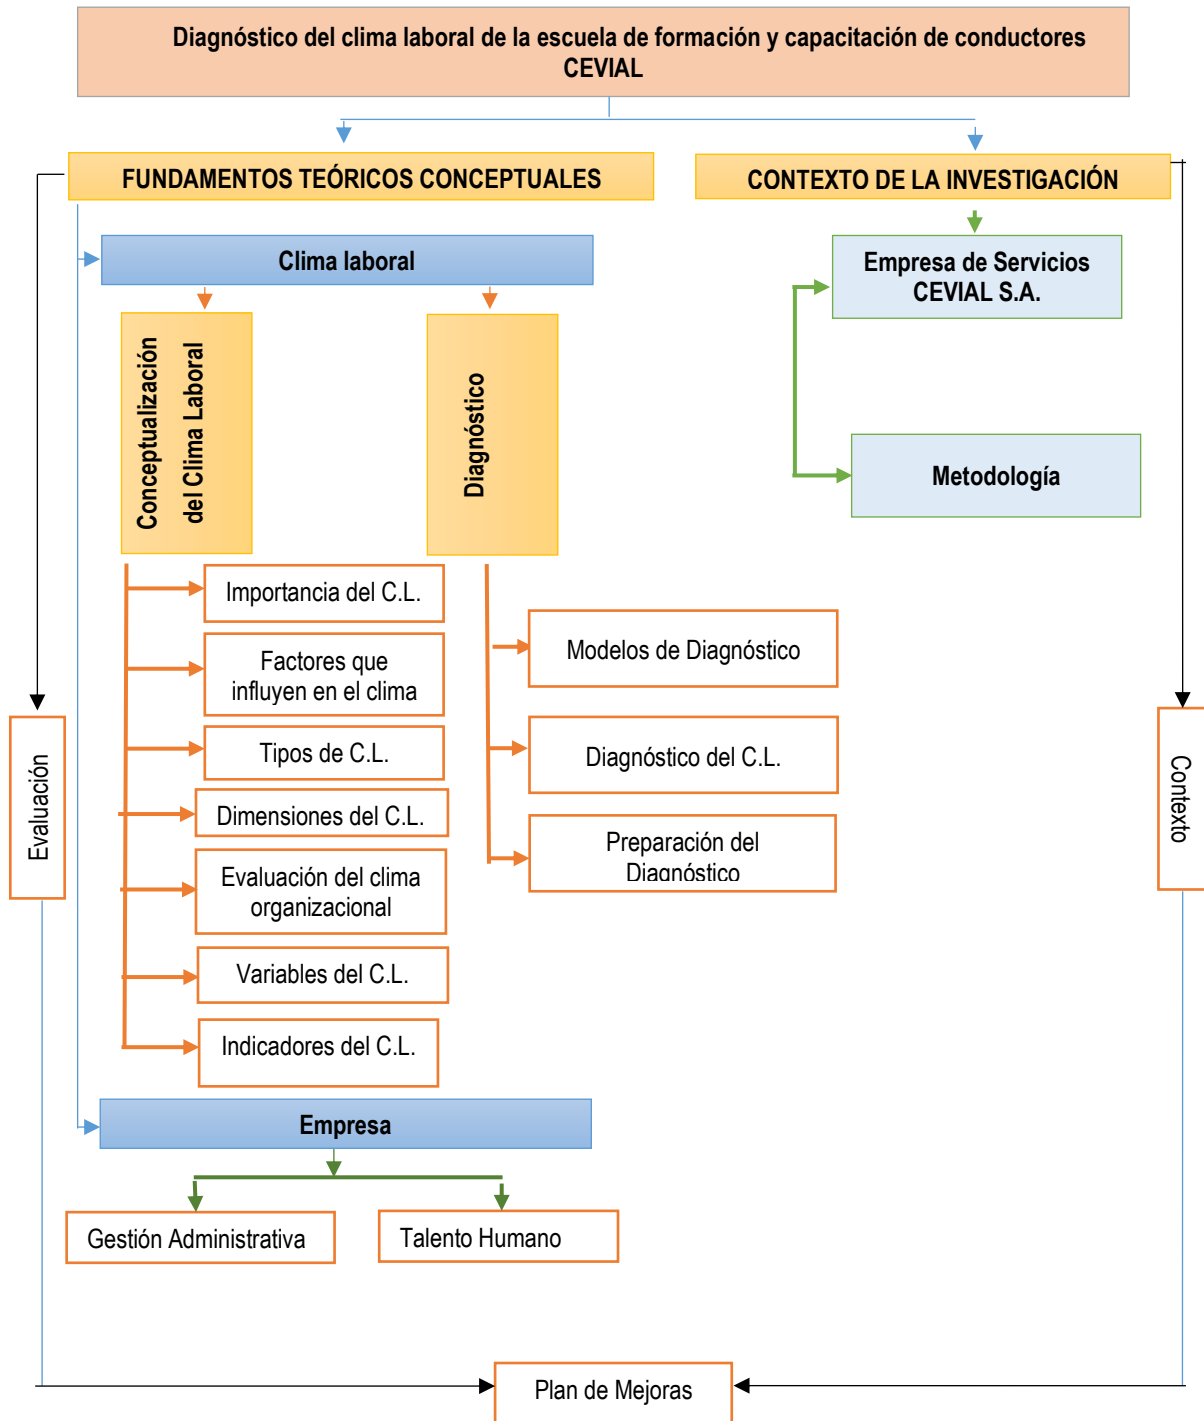 Diagnóstico del clima laboral de la escuela de formación y capacitación de conductores
CEVIAL
FUNDAMENTOS TEÓRICOS CONCEPTUALES
CONTEXTO DE LA INVESTIGACIÓN
Clima laboral
Empresa de Servicios
CEVIAL S.A.
Conceptualización
del Clima Laboral
Diagnóstico
Metodología
Importancia del C.L.
Factores que
influyen en el clima
Tipos de C.L.
Dimensiones del C.L.
Evaluación del clima
organizacional
Variables del C.L.
Indicadores del C.L.
Modelos de Diagnóstico
Diagnóstico del C.L.
Preparación del
Diagnóstico
Evaluación
Contexto
Empresa
Gestión Administrativa
Talento Humano
Plan de Mejoras